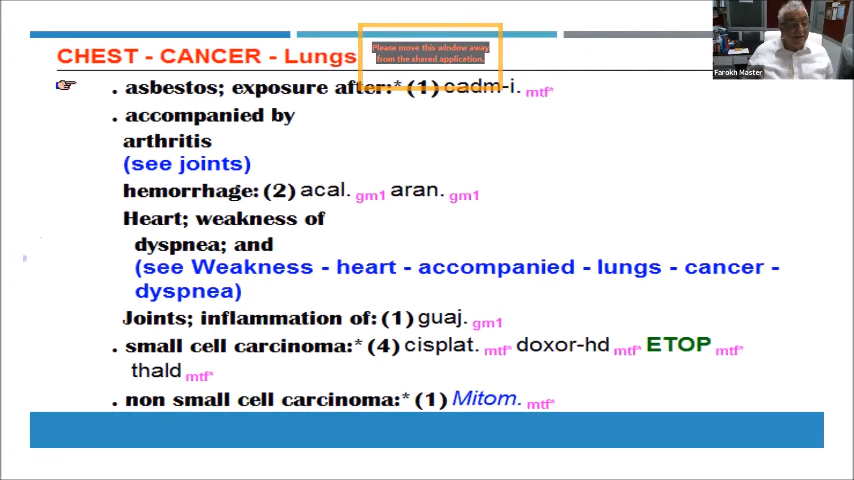 CHEST - CANCER - Lungs
Please move this window away
from the shared application.
Farokh Master
. asbestos; exposure after:* (1) cadm-i. mtf*
. accompanied by
arthritis
(see joints)
hemorrhage: (2) acal. gm1 aran. gm1
Heart; weakness of
dyspnea; and
(see Weakness - heart - accompanied - lungs - cancer -
dyspnea)
Joints; inflammation of: (1) guaj. gm1
. small cell carcinoma:* (4) cisplat. mtf* doxor-hd mtf* ETOP mtf*
thald mtf*
. non small cell carcinoma:* (1) Mitom. mtf*